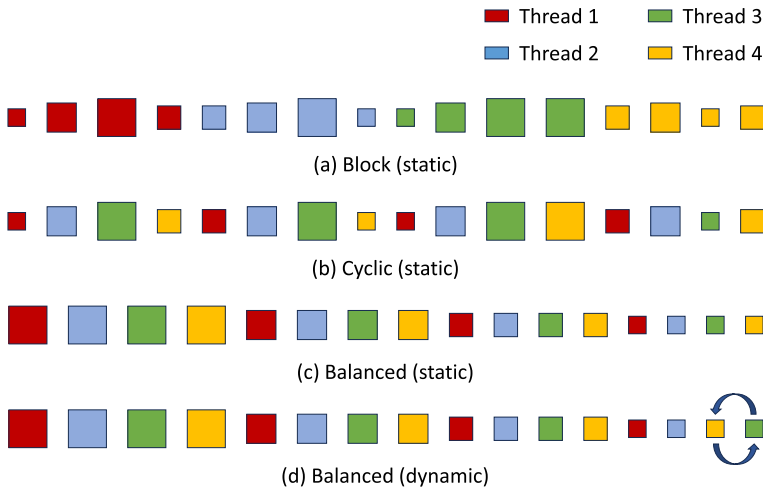 Thread 1
Thread 3
Thread 2
Thread 4
(a) Block (static)
(b) Cyclic (static)
(c) Balanced (static)
(d) Balanced (dynamic)